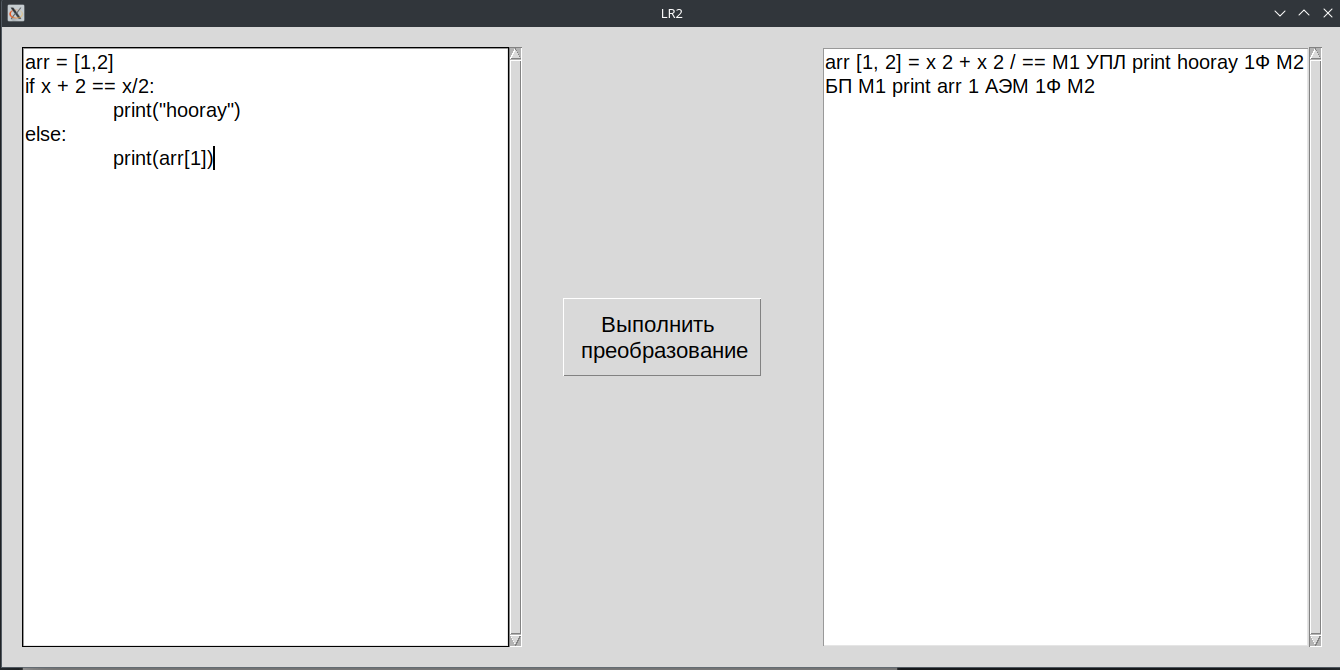 LR2
arr = [1,2]
if x + 2 == x/2:
print("hooray")
else:
print(arr[1])
Выполнить
преобразование
arr [1, 2] = x 2 + x 2 / == М1 УПЛ print hooray 1Ф М2
БП М1 print arr 1 АЭМ 1Ф М2